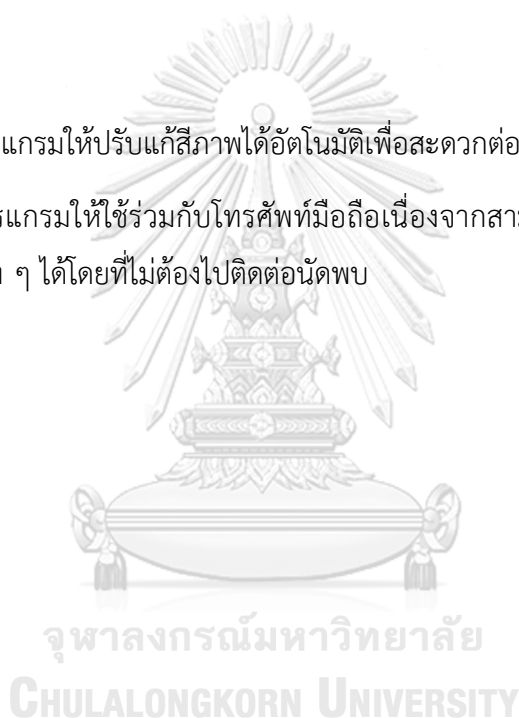 แกรมให้ปรับแก้สีภาพได้อัตโนมัติเพื่อสะดวกต่อ
รแกรมให้ใช้ร่วมกับโทรศัพท์มือถือเนื่องจากสาม
ๆ ได้โดยที่ไม่ต้องไปติดต่อนัดพบ
จุฬาลงกรณ์มหาวิทยาลัย
CHULALONGKORN UNIVERSITY